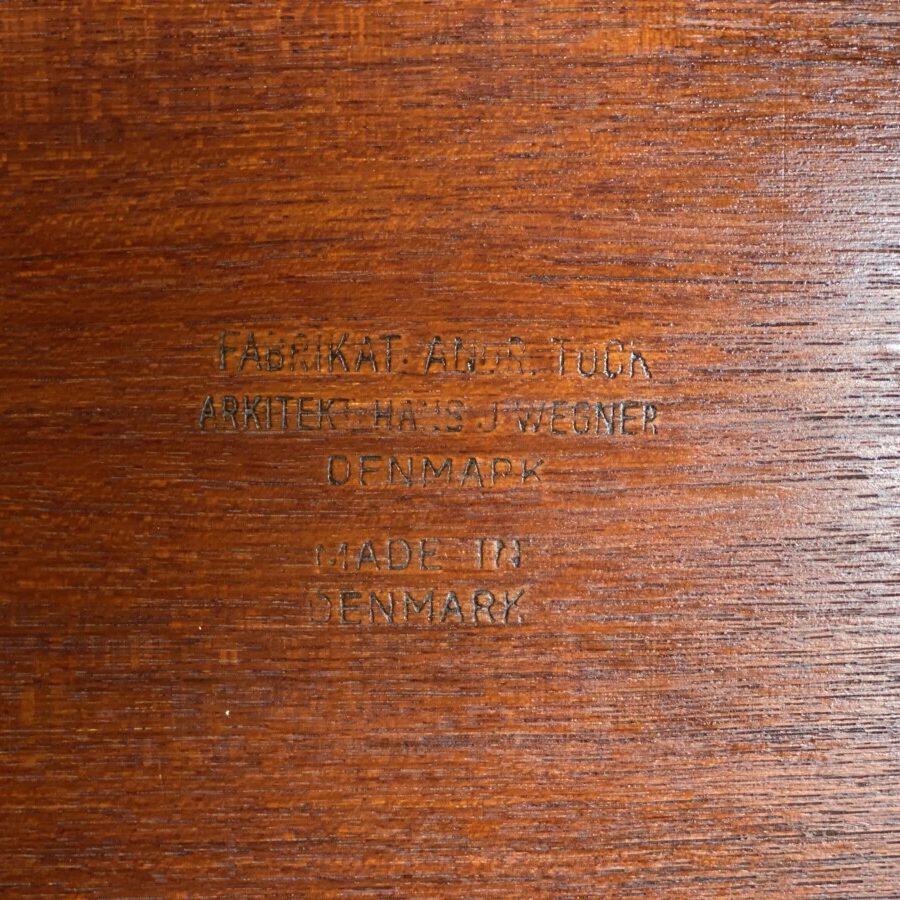 FABRIKAT: ANDR. TUCK
ARKITEKT: HANS J WEGNER
DENMARK
MADE IN
DENMARK